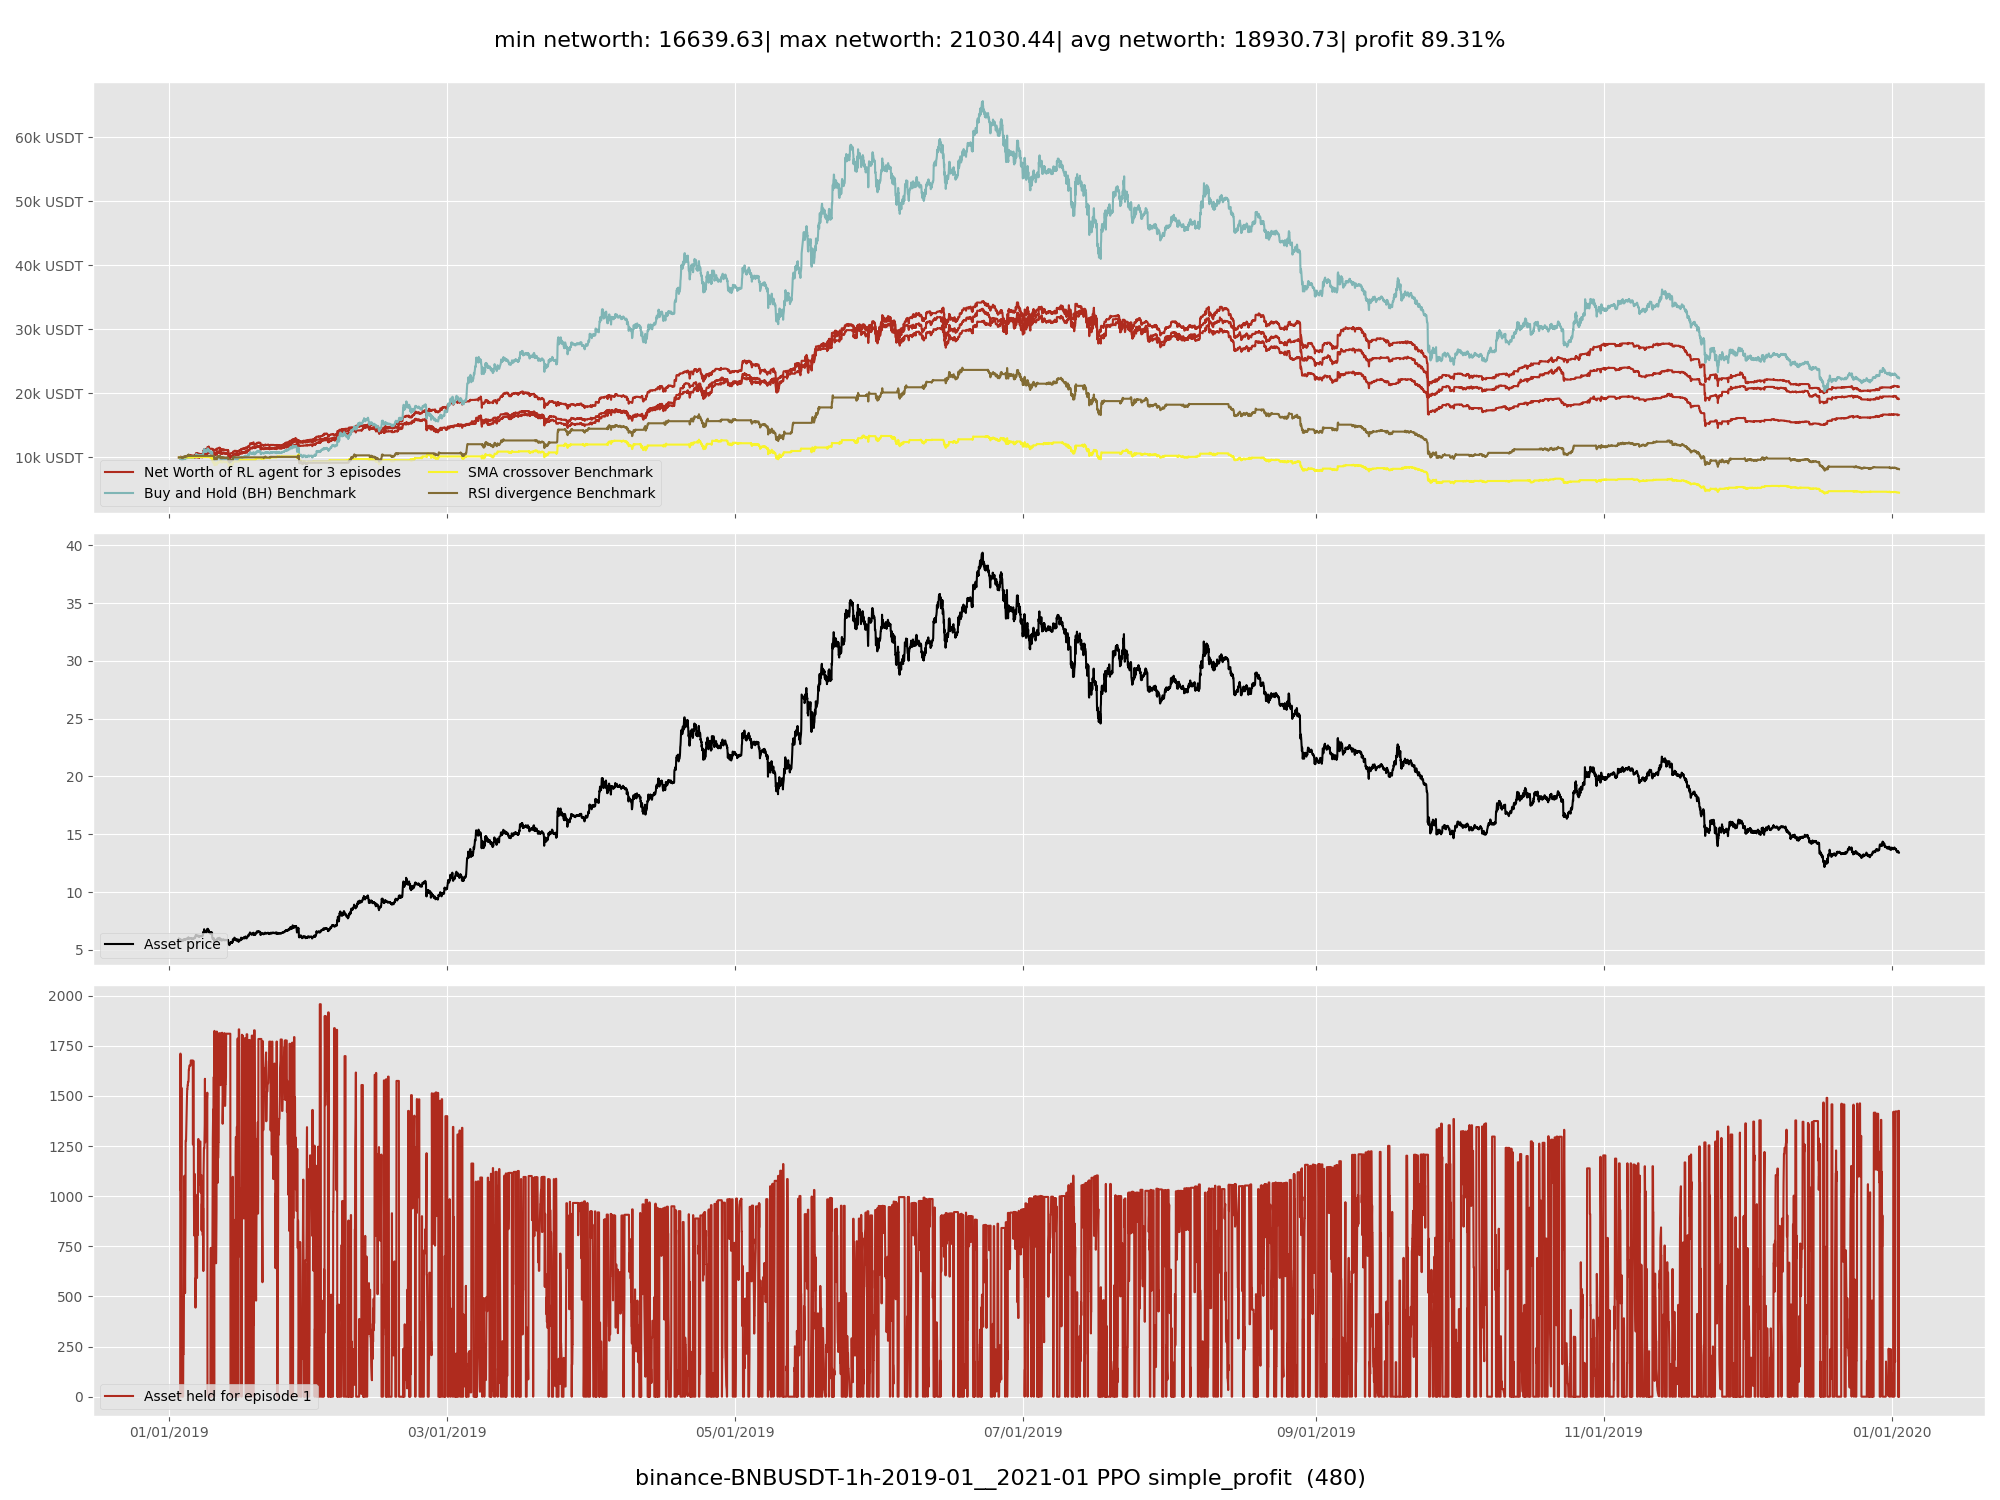 min networth: 16639.63| max networth: 21030.44| avg networth: 18930.73| profit 89.31%
60k USDT
50k USDT
40k USDT
30k USDT
20k USDT
10k USDT
Net Worth of RL agent for 3 episodes
Buy and Hold (BH) Benchmark
SMA crossover Benchmark
RSI divergence Benchmark
40
35
30
25
20
15
10
5
Asset price
2000
1750
1500
1250
1000
750
500
250
0
Asset held for episode 1
01/01/2019 03/01/2019 05/01/2019 07/01/2019 09/01/2019 11/01/2019 01/01/2020
binance-BNBUSDT-1h-2019-01__2021-01 PPO simple_profit  (480)